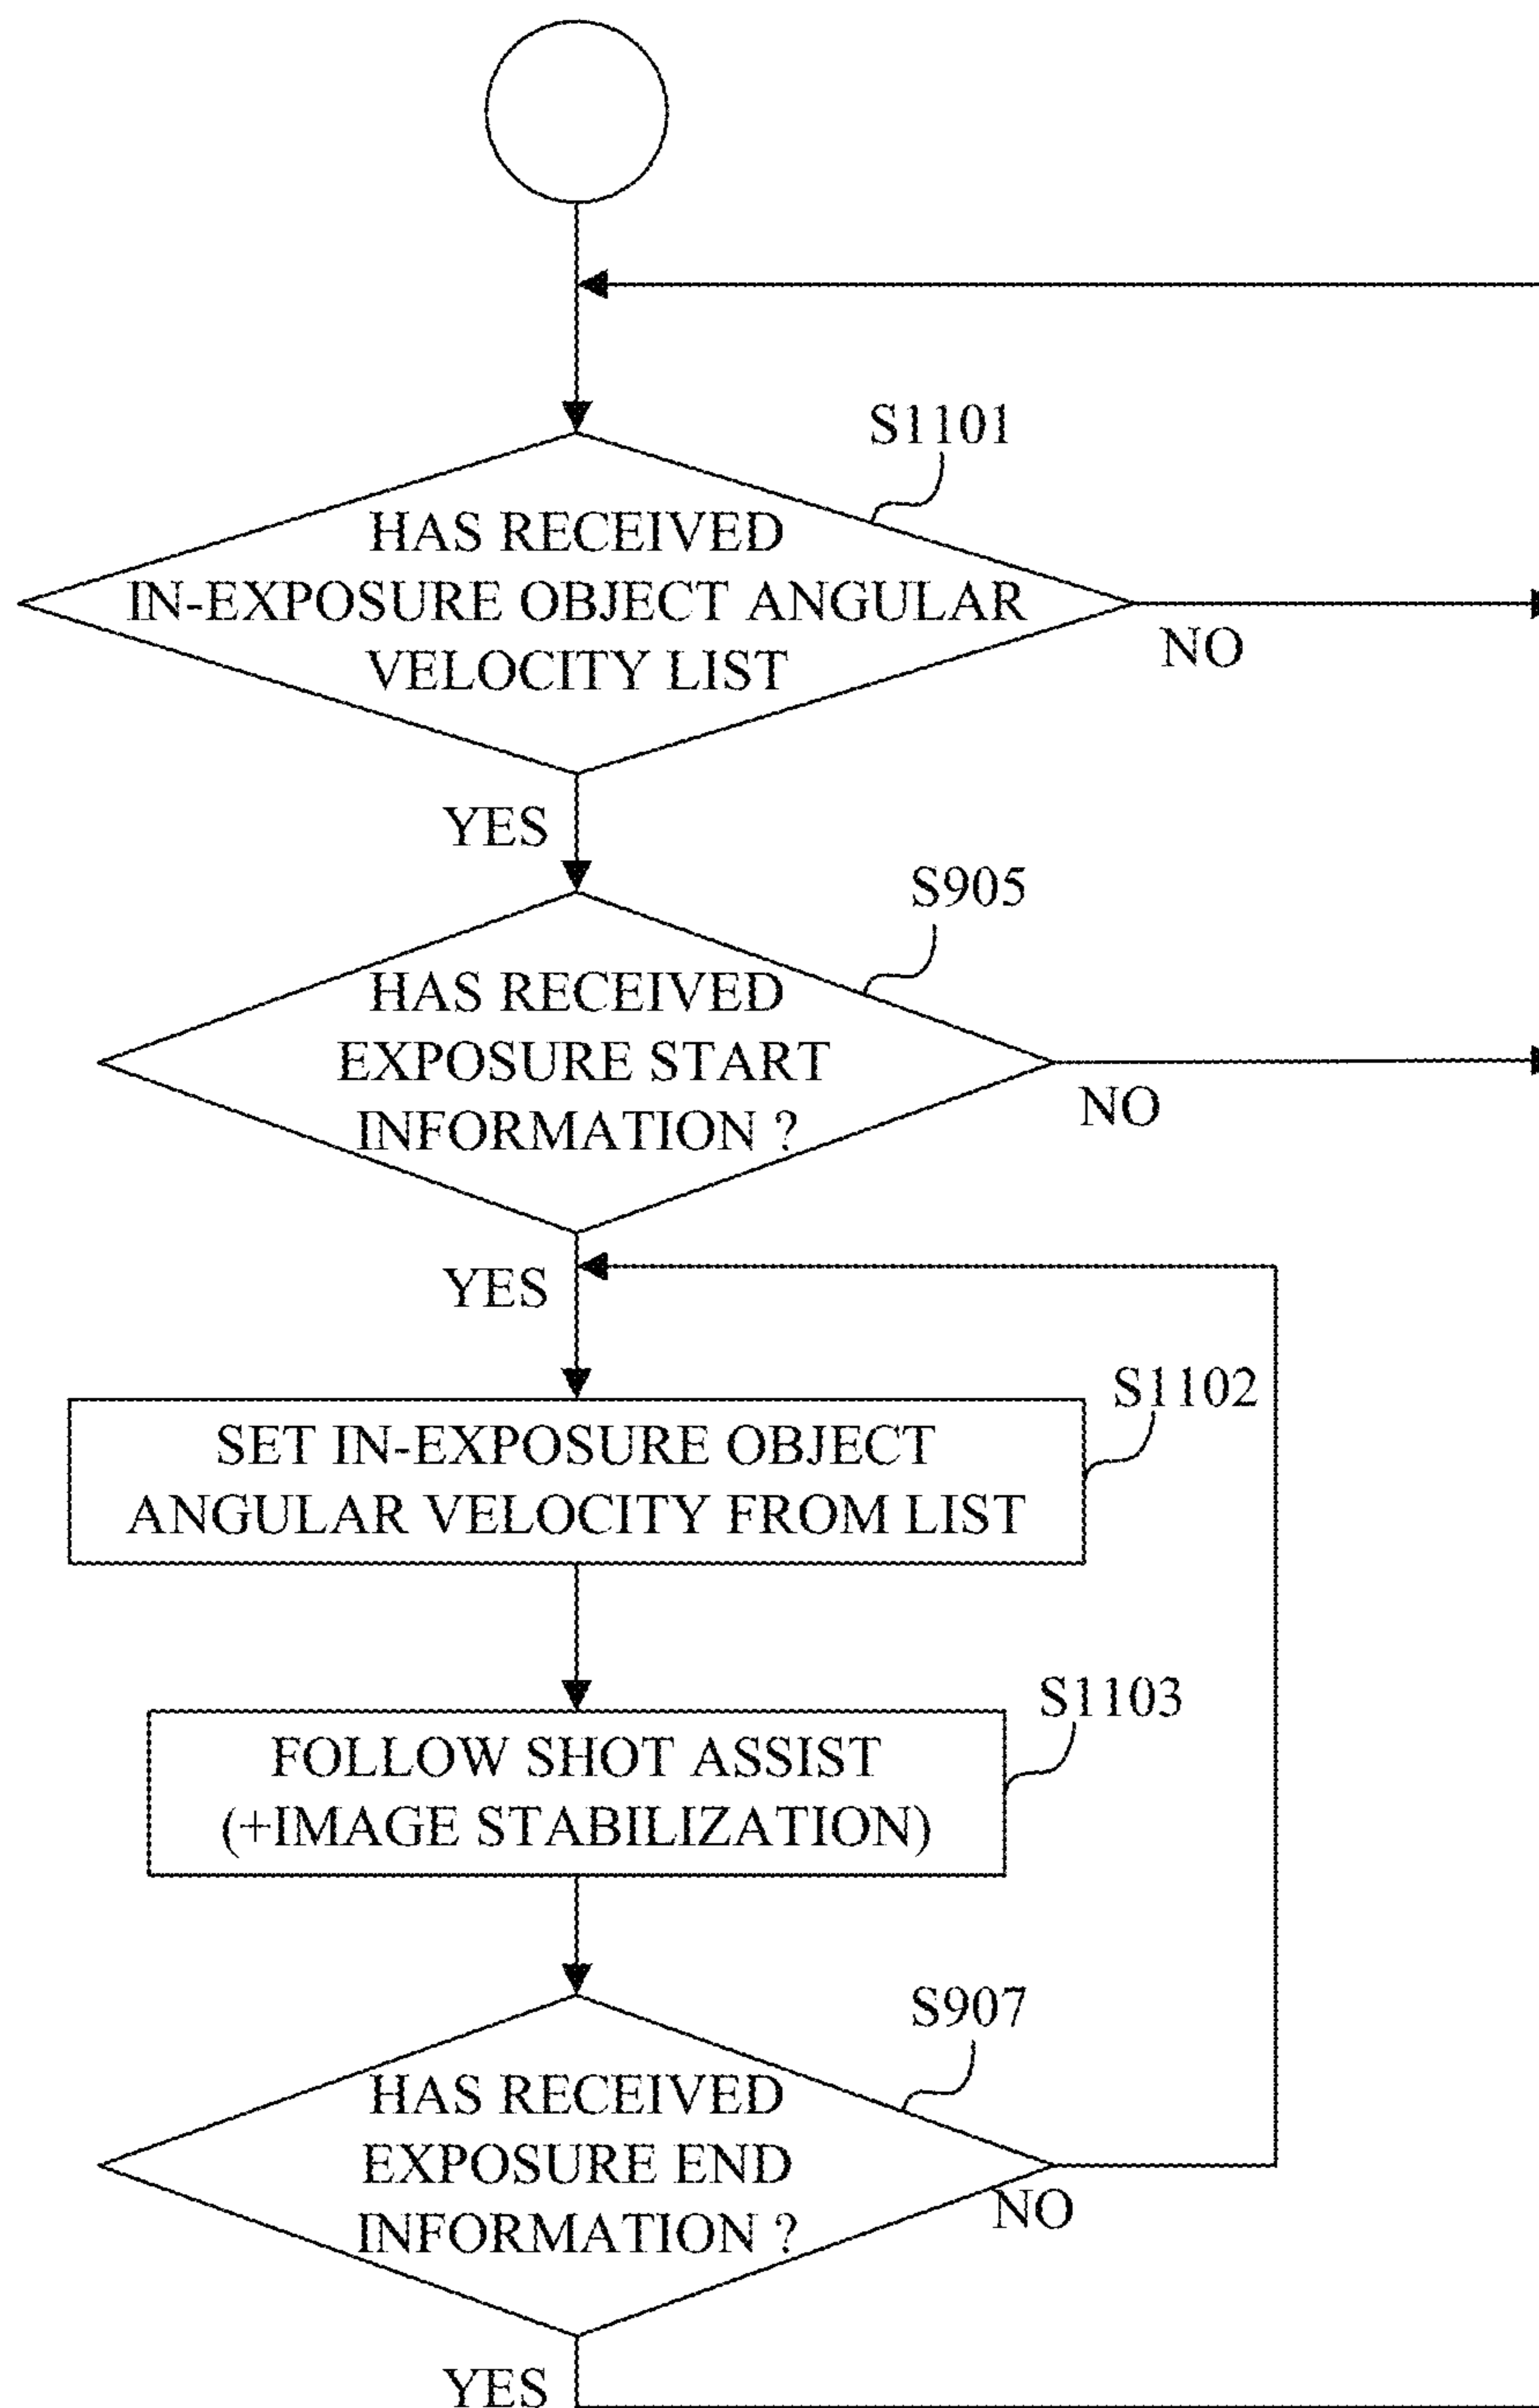 S1101
HAS RECEIVED
IN-EXPOSURE OBJECT ANGULAR
VELOCITY LIST
NO
YES
S905
HAS RECEIVED
EXPOSURE START
INFORMATION ?
NO
YES
S1102
SET IN-EXPOSURE OBJECT
ANGULAR VELOCITY FROM LIST
S1103
FOLLOW SHOT ASSIST
(+IMAGE STABILIZATION)
S907
HAS RECEIVED
EXPOSURE END
INFORMATION ?
NO
YES